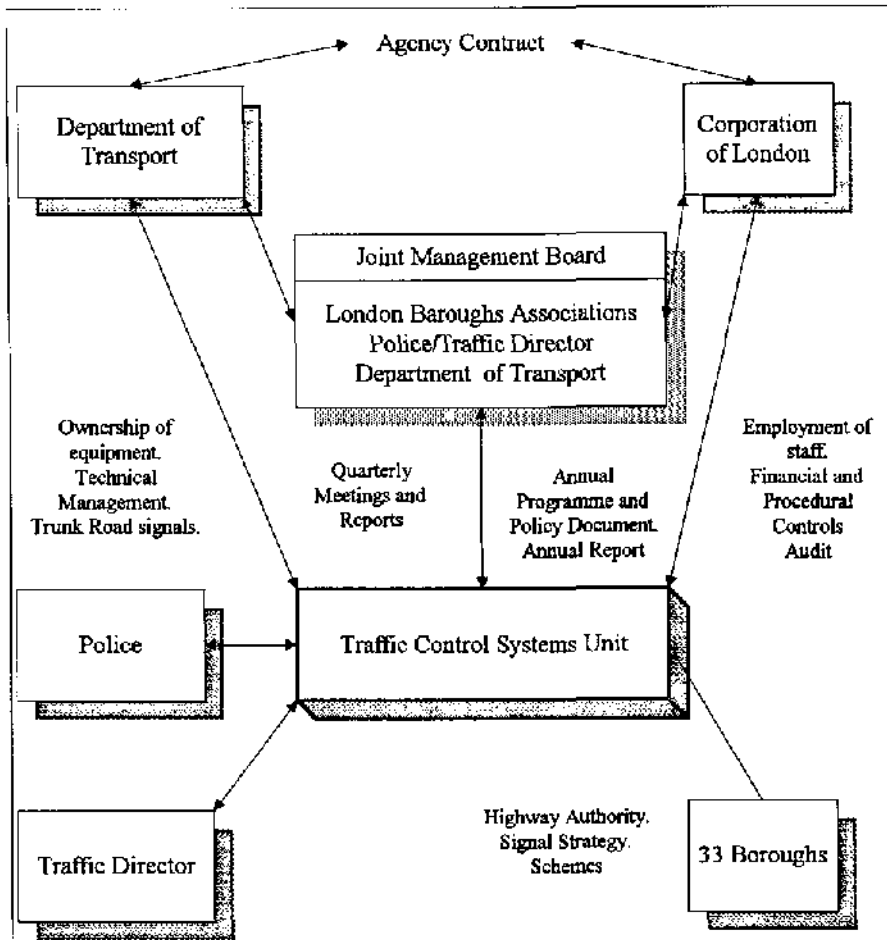 Agency Contract
Department of
Transport
Corporation
of London
Joint Management Board
London Baroughs Associations
Police/Traffic Director
Department of Transport
Ownership of
equipment.
Technical
Management.
Trunk Road signals.
Quarterly
Meetings and
Reports
Annual
Programme and
Policy Document.
Annual Report
Employment of
staff.
Financial and
Procedural
Controls
Audit
Police
Traffic Control Systems Unit
Traffic Director
Highway Authority.
Signal Strategy.
Schemes
33 Boroughs